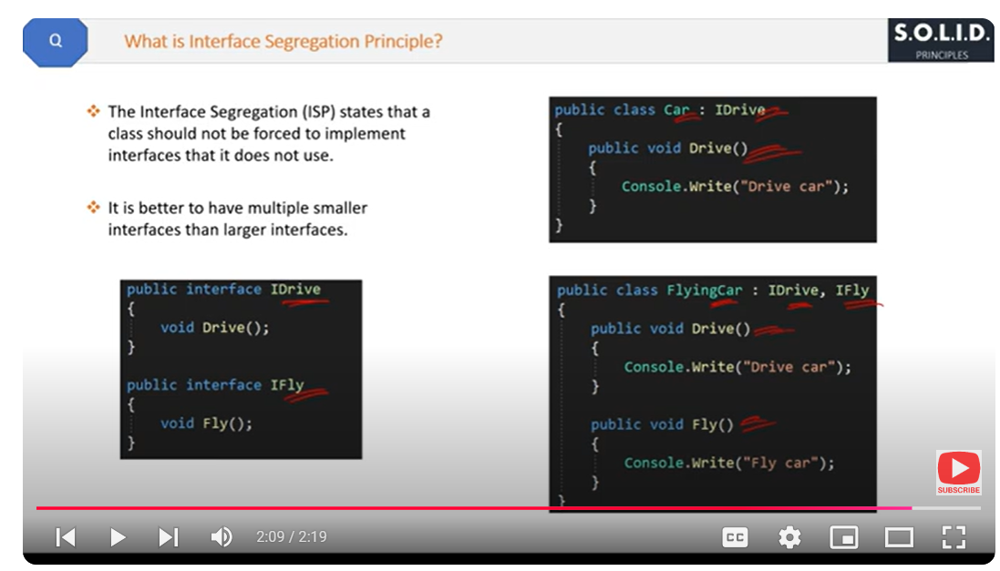 Q
What is Interface Segregation Principle?
S.O.L.I.D.
PRINCIPLES
The Interface Segregation (ISP) states that a
class should not be forced to implement
interfaces that it does not use.
It is better to have multiple smaller
interfaces than larger interfaces.
public interface IDrive
{
void Drive();
}
public interface IFly
{
void Fly();
}
public class Car : IDrive
{
public void Drive()
{
Console.Write("Drive car");
}
}
public class FlyingCar : IDrive, IFly
{
public void Drive()
{
Console.Write("Drive car");
}
public void Fly()
{
Console.Write("Fly car");
}
}
SUBSCRIBE
2:09 / 2:19
CC